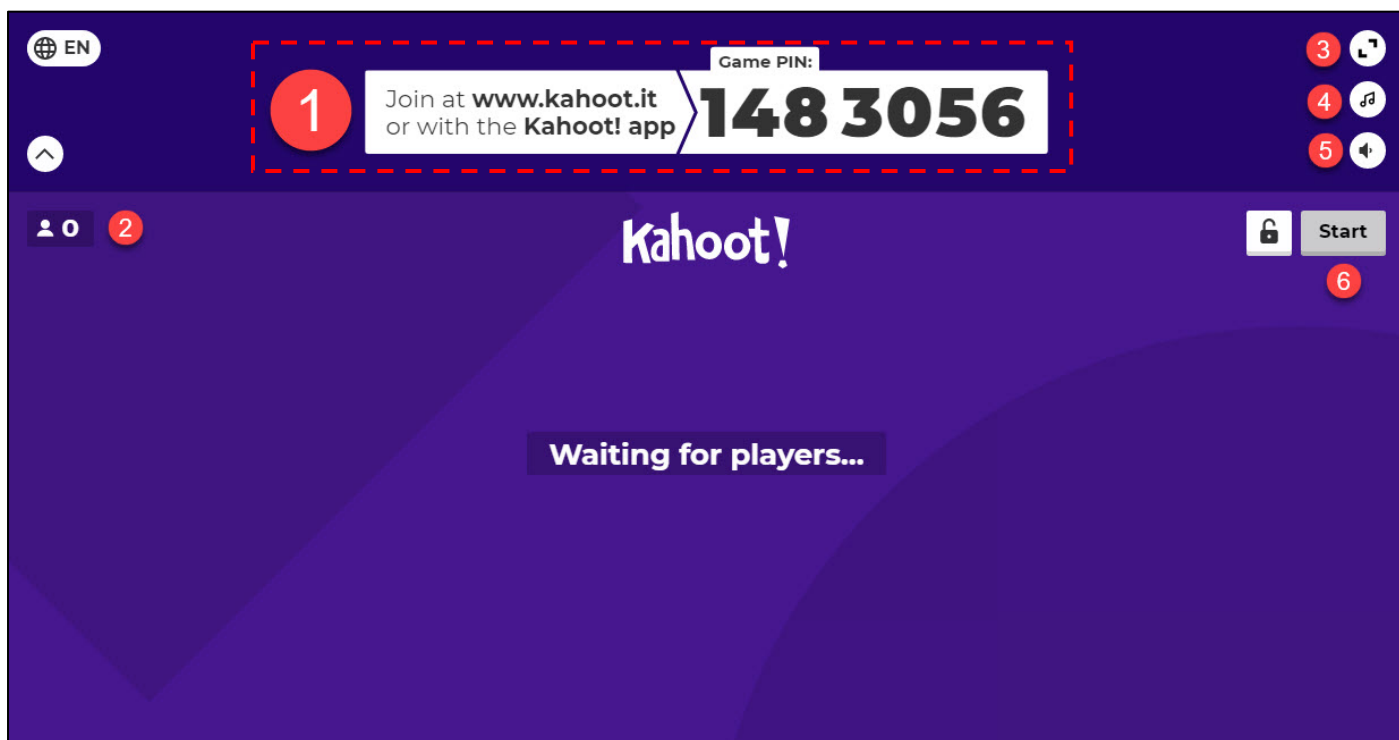 EN
1
Join at www.kahoot.it
or with the Kahoot! app
Game PIN:
148 3056
3
4
5
0
2
Kahoot!
Start
6
Waiting for players...